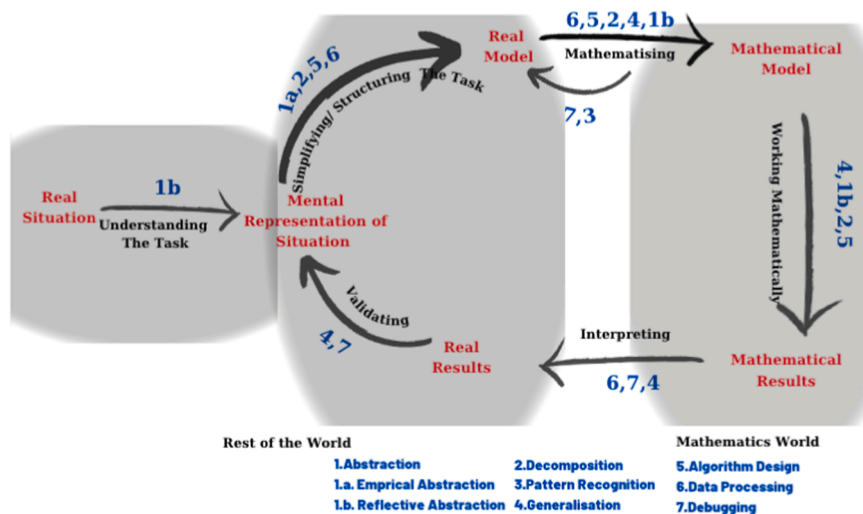 6,5,2,4,1b
Real
Model
Mathematising
Mathematical
Model
1a,2,5,6
Simplifying/ Structuring The Task
7,3
1b
Real
Situation
Understanding
The Task
Mental
Representation of
Situation
Working Mathematically
4,1b,2,5
Validating
4,7
Real
Results
Interpreting
6,7,4
Mathematical
Results
Rest of the World
Mathematics World
1.Abstraction
2.Decomposition
5.Algorithm Design
1.a. Emprical Abstraction
3.Pattern Recognition
6.Data Processing
1.b. Reflective Abstraction
4.Generalisation
7.Debugging